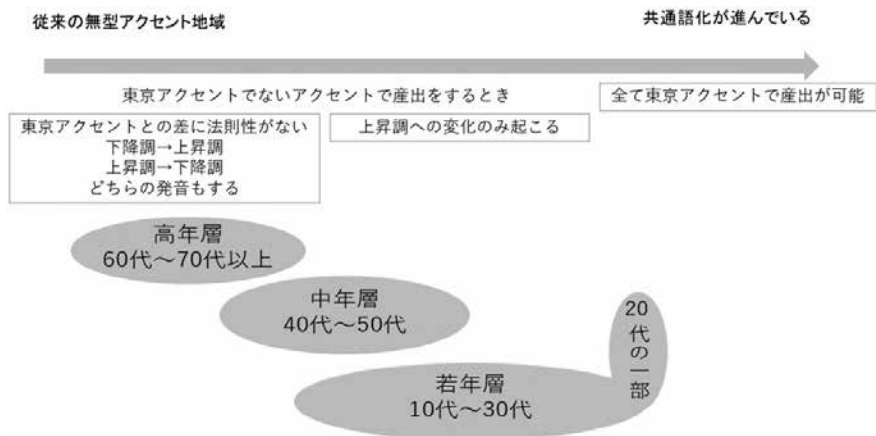 従来の無型アクセント地域
共通語化が進んでいる
東京アクセントでないアクセントで産出をするとき
全て東京アクセントで産出が可能
東京アクセントとの差に法則性がない
下降調→上昇調
上昇調→下降調
どちらの発音もする
上昇調への変化のみ起こる
高年層
60代～70代以上
中年層
40代～50代
20代の一部
若年層
10代～30代